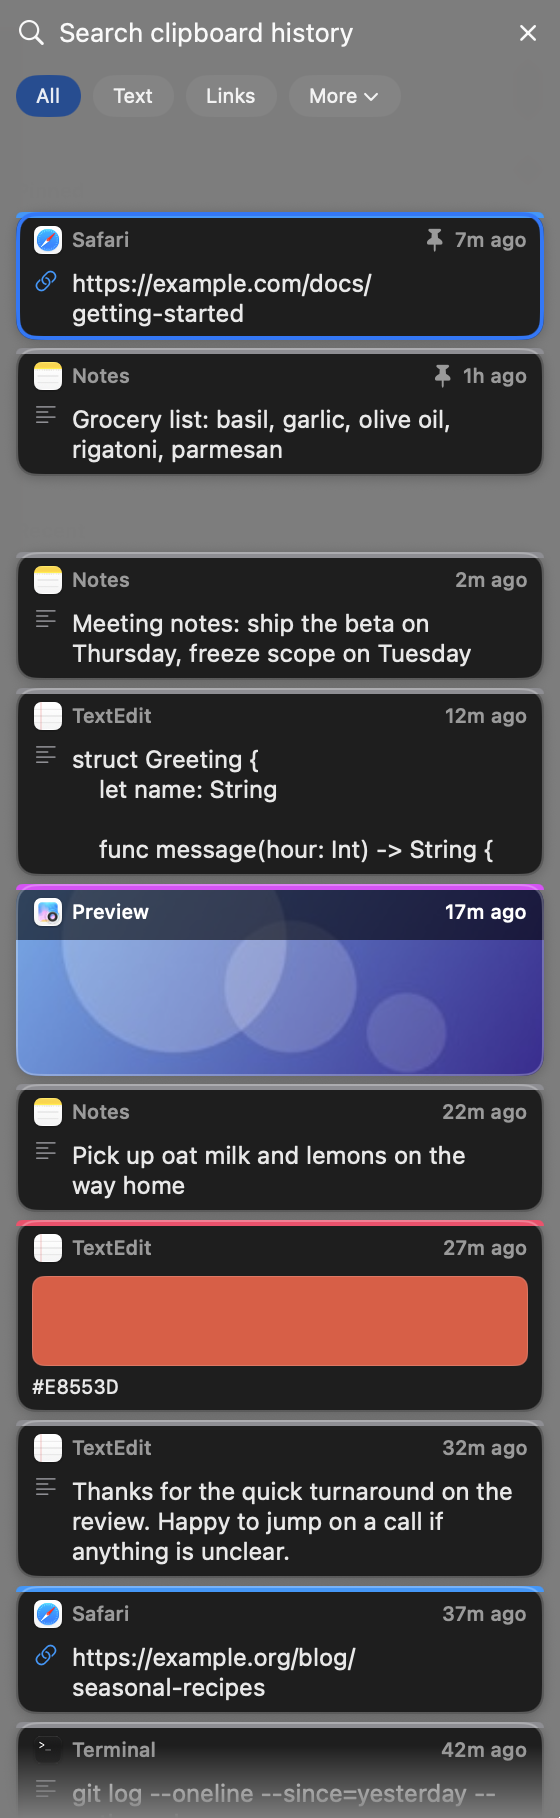 Search clipboard history
All Text Links More
Safari 7m ago
https://example.com/docs/
getting-started
Notes 1h ago
Grocery list: basil, garlic, olive oil,
rigatoni, parmesan
Notes 2m ago
Meeting notes: ship the beta on
Thursday, freeze scope on Tuesday
TextEdit 12m ago
struct Greeting {
let name: String
func message(hour: Int) -> String {
Preview 17m ago
Notes 22m ago
Pick up oat milk and lemons on the
way home
TextEdit 27m ago
#E8553D
TextEdit 32m ago
Thanks for the quick turnaround on the
review. Happy to jump on a call if
anything is unclear.
Safari 37m ago
https://example.org/blog/
seasonal-recipes
Terminal 42m ago
git log --oneline --since=yesterday --